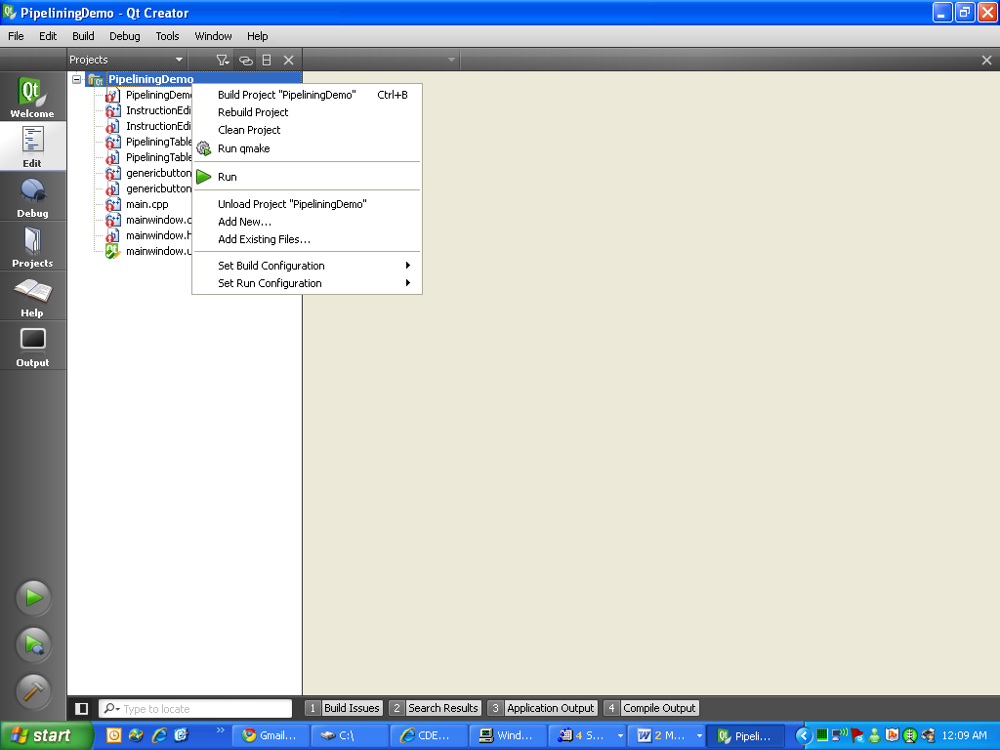 PipeliningDemo - Qt Creator
File Edit Build Debug Tools Window Help
Projects
Welcome
Edit
Debug
Projects
Help
Output
PipeliningDemo
PipeliningDemo
InstructionEdi
InstructionEdi
PipeliningTable
PipeliningTable
genericbutton
genericbutton
main.cpp
mainwindow.c
mainwindow.h
mainwindow.u
Build Project "PipeliningDemo" Ctrl+B
Rebuild Project
Clean Project
Run qmake
Run
Unload Project "PipeliningDemo"
Add New...
Add Existing Files...
Set Build Configuration
Set Run Configuration
Type to locate
1 Build Issues 2 Search Results 3 Application Output 4 Compile Output
start » Gmail... C:\ CDE... Wind... 4 S... 2 M... Pipeli... 12:09 AM